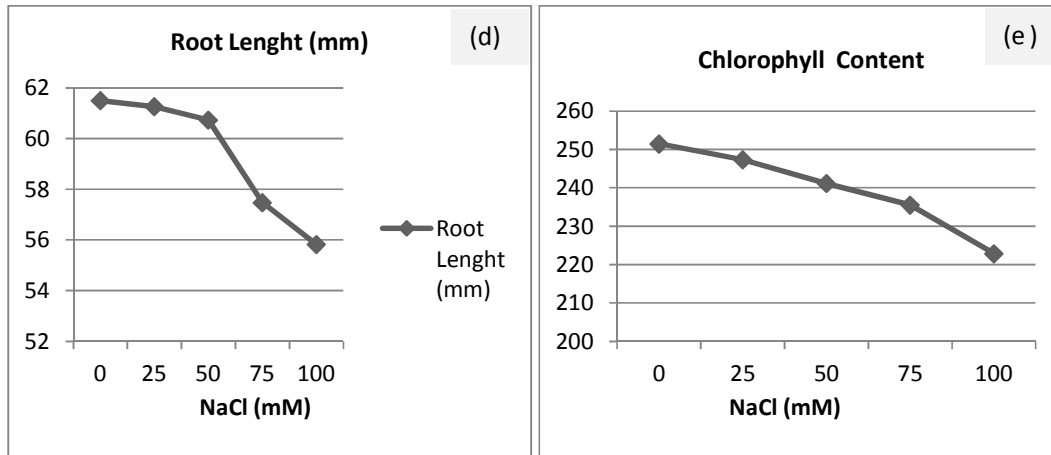 Root Lenght (mm)
(d)
62
60
58
56
54
52
0 25 50 75 100
NaCl (mM)
Root
Lenght
(mm)
(e )
Chlorophyll Content
260
250
240
230
220
210
200
0 25 50 75 100
NaCl (mM)